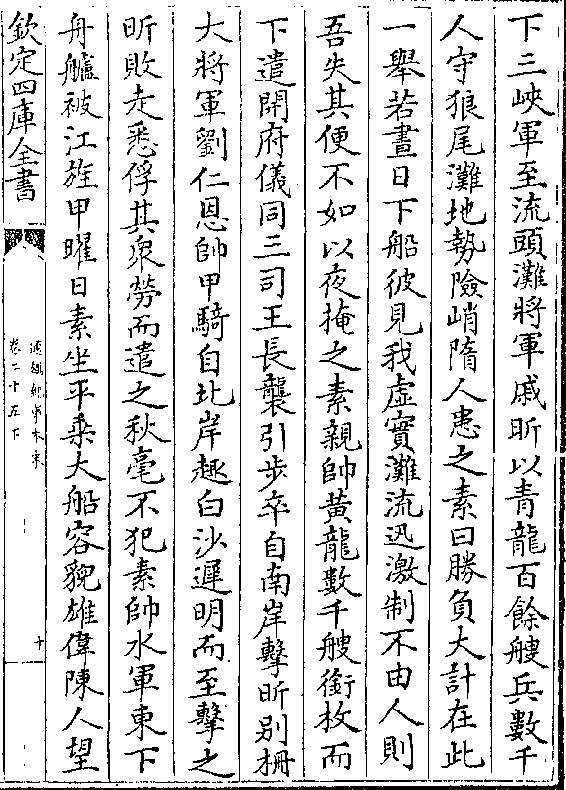 下三峽軍至流頭灘將軍戚昕以青龍百餘艘兵數千
人守狼尾灘地勢險峭隋人患之素曰勝負大計在此
一舉若晝日下船彼見我虛實灘流迅激制不由人則
吾失其便不如以夜掩之素親帥黃龍數千艘銜枚而
下遣開府儀同三司王長襲引步卒自南岸擊昕别柵
大將軍劉仁恩帥甲騎自北岸趣白沙遲明而至擊之
昕敗走悉俘其衆勞而遣之秋毫不犯素帥水軍東下
舟艫被江旌甲曜日素坐平乗大船容貌雄偉陳人望
欽定四庫全書
通鑑紀事本末
卷二十五下
十